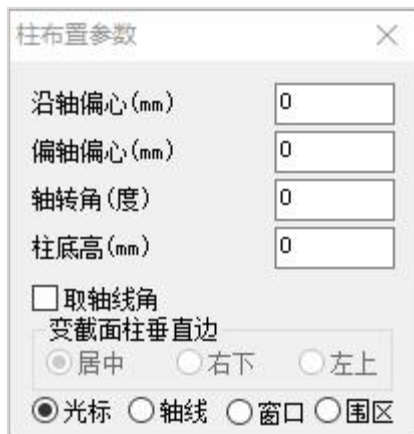 柱布置参数
沿轴偏心(mm) 0
偏轴偏心(mm) 0
轴转角(度) 0
柱底高(mm) 0
取轴线角
变截面柱垂直边
居中 右下 左上
光标 轴线 窗口 围区